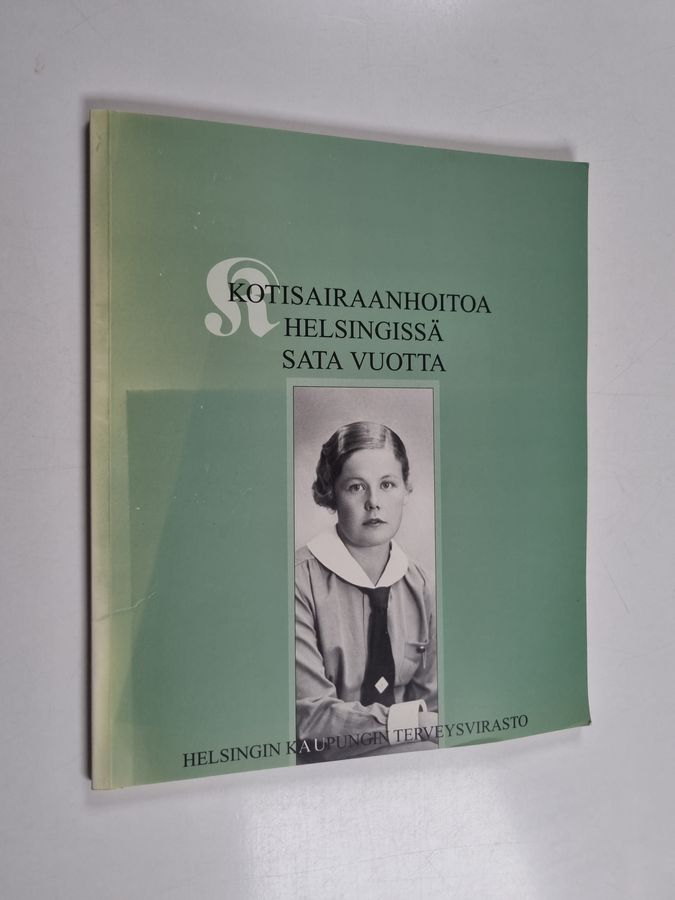 KOTISAIRAANHOITOA
HELSINGISSÄ
SATA VUOTTA
HELSINGIN KAUPUNGIN TERVEYSVIRASTO